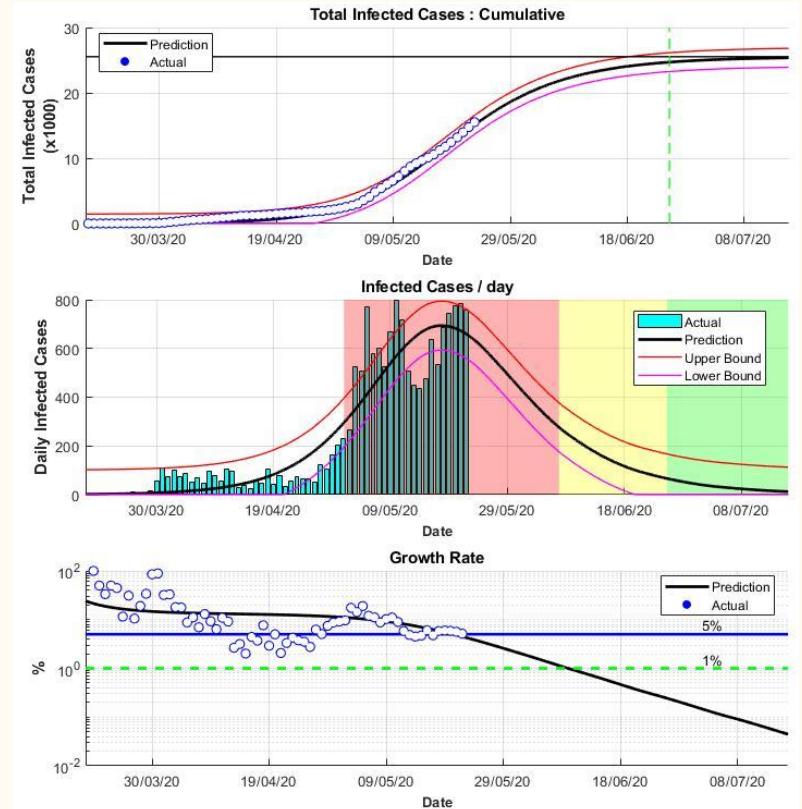 Total Infected Cases : Cumulative
Total Infected Cases
(x1000)
30
20
10
0
Prediction
Actual
30/03/20 19/04/20 09/05/20 29/05/20 18/06/20 08/07/20
Date
Infected Cases / day
Daily Infected Cases
800
600
400
200
0
Actual
Prediction
Upper Bound
Lower Bound
30/03/20 19/04/20 09/05/20 29/05/20 18/06/20 08/07/20
Date
Growth Rate
%
10^2
10^0
10^-2
Prediction
Actual
5%
1%
30/03/20 19/04/20 09/05/20 29/05/20 18/06/20 08/07/20
Date